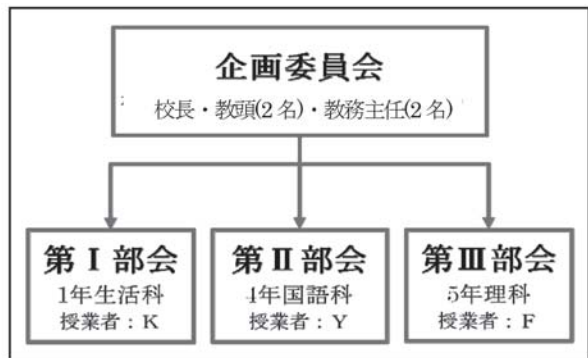 企画委員会
校長・教頭(2名)・教務主任(2名)
第Ⅰ部会
1年生活科
授業者：K
第Ⅱ部会
4年国語科
授業者：Y
第Ⅲ部会
5年理科
授業者：F